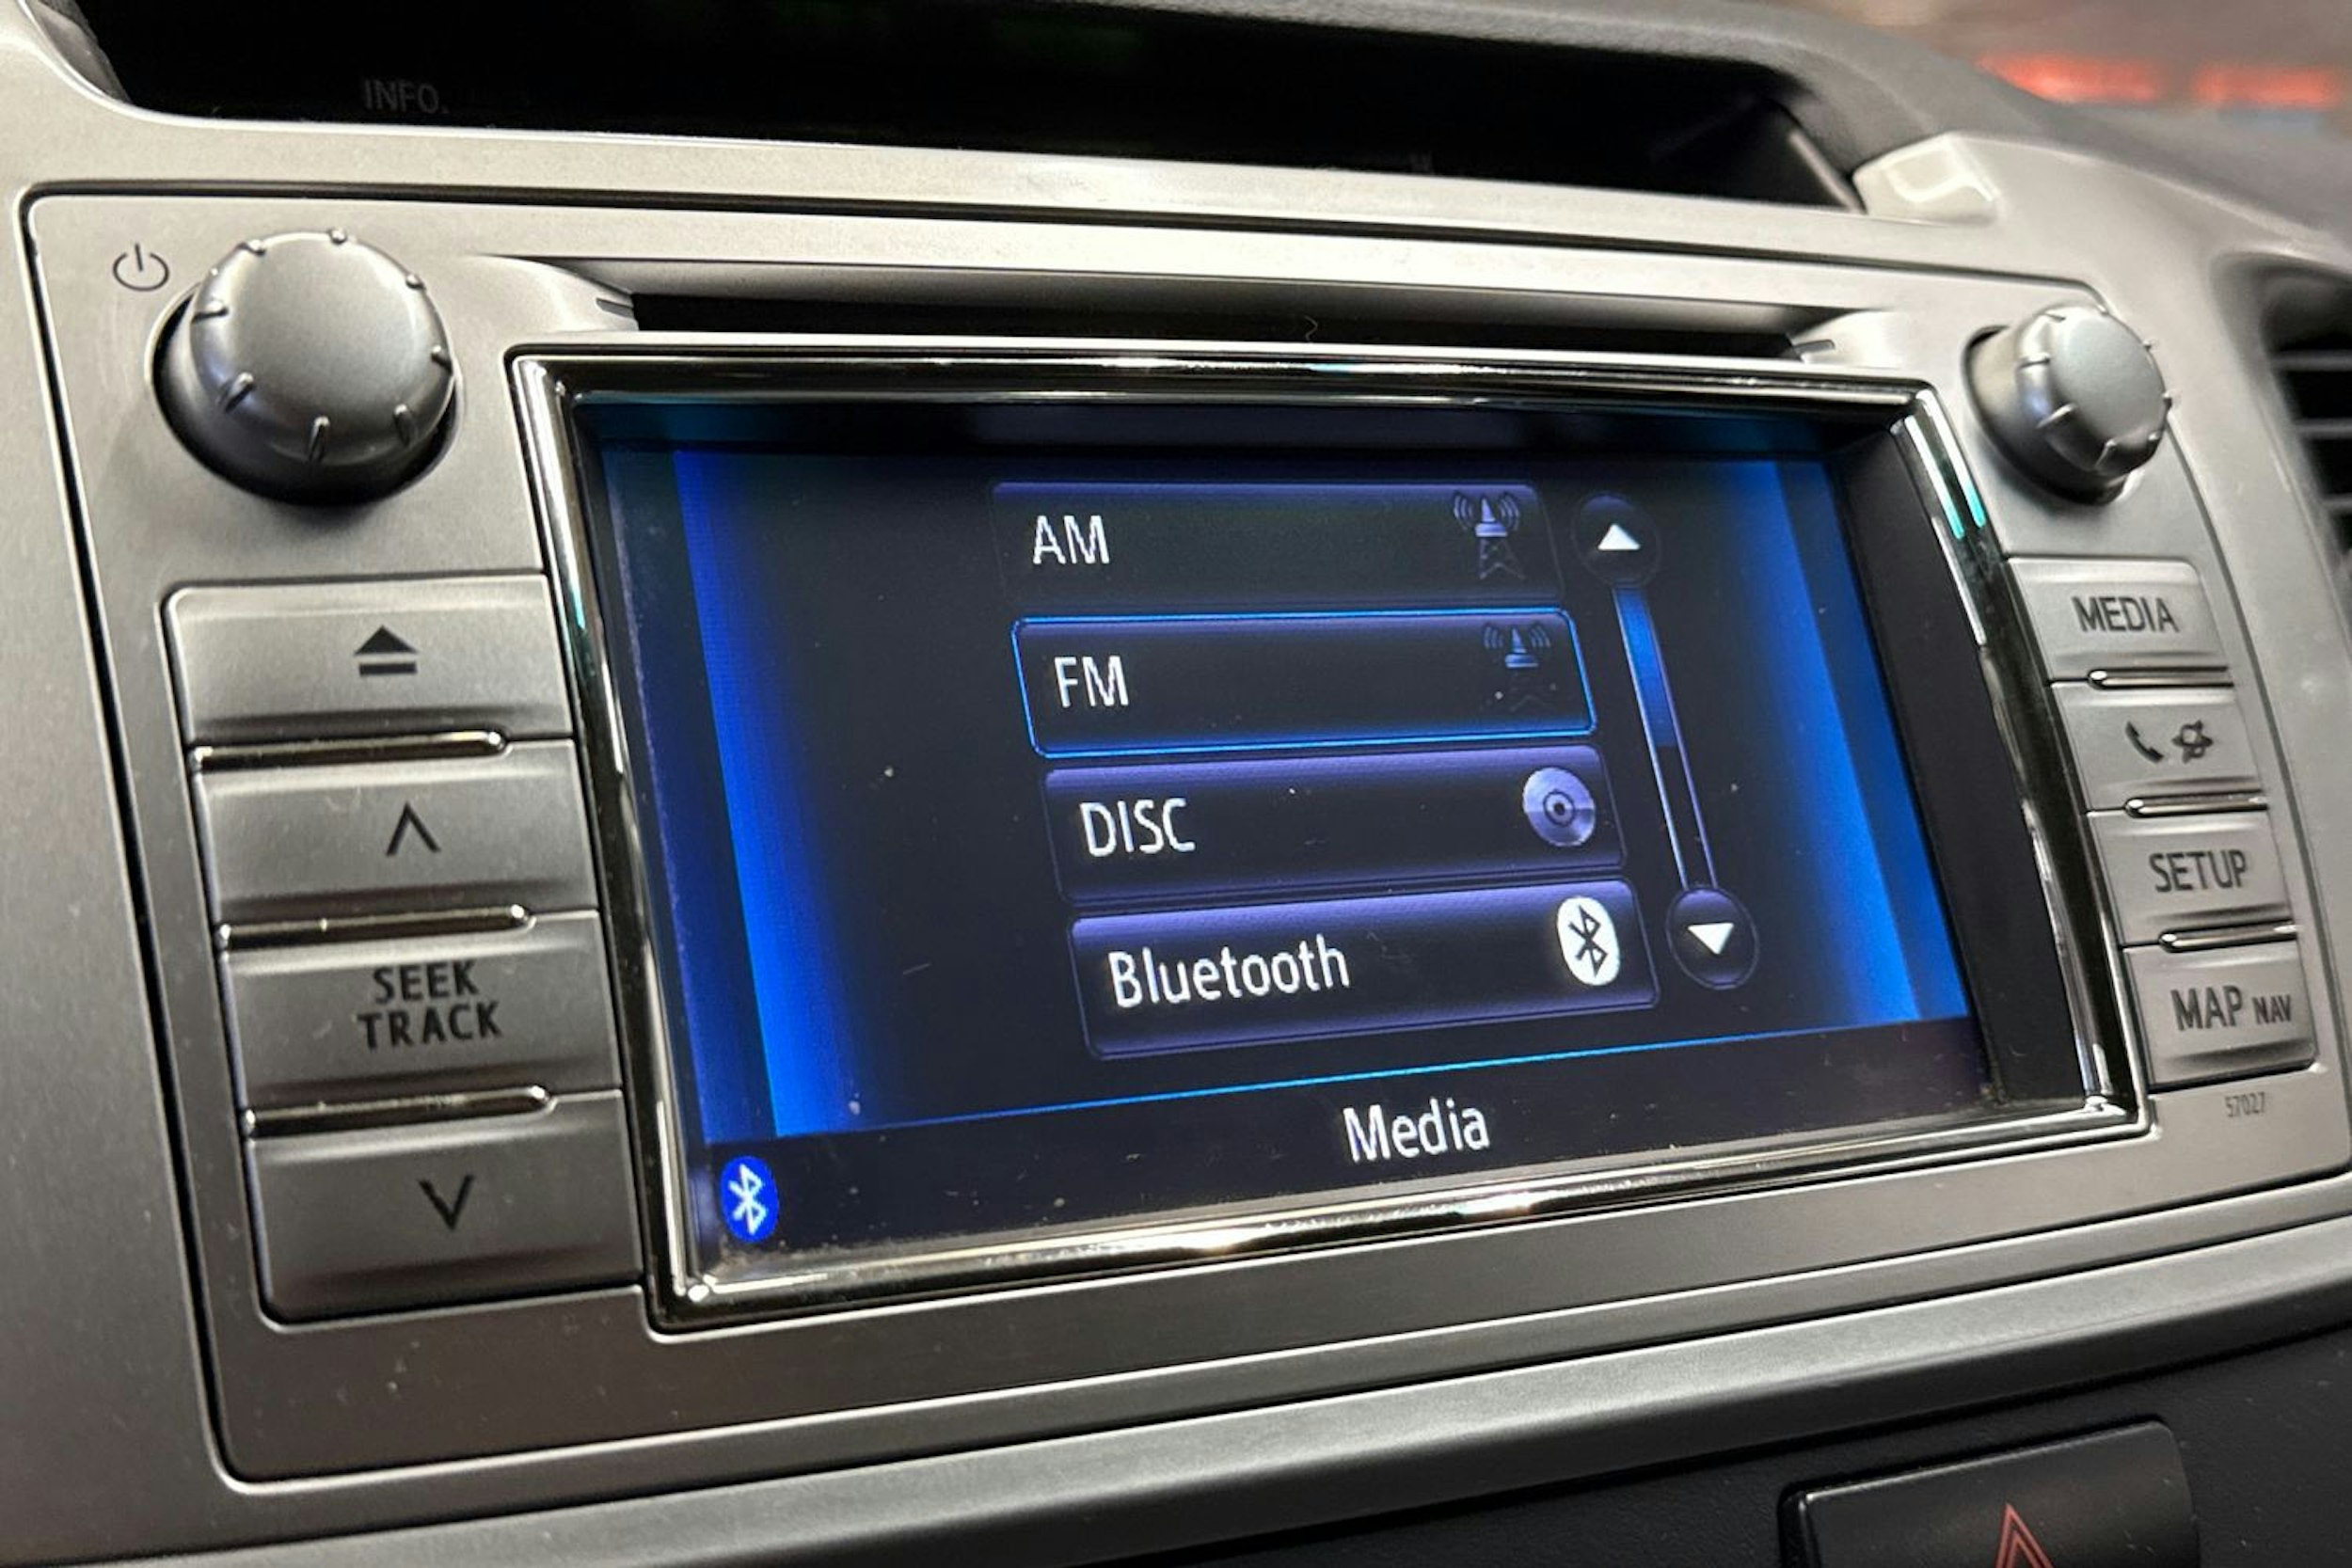 INFO.
AM
FM
DISC
Bluetooth
Media
SEEK
TRACK
MEDIA
SETUP
MAP NAV
57027